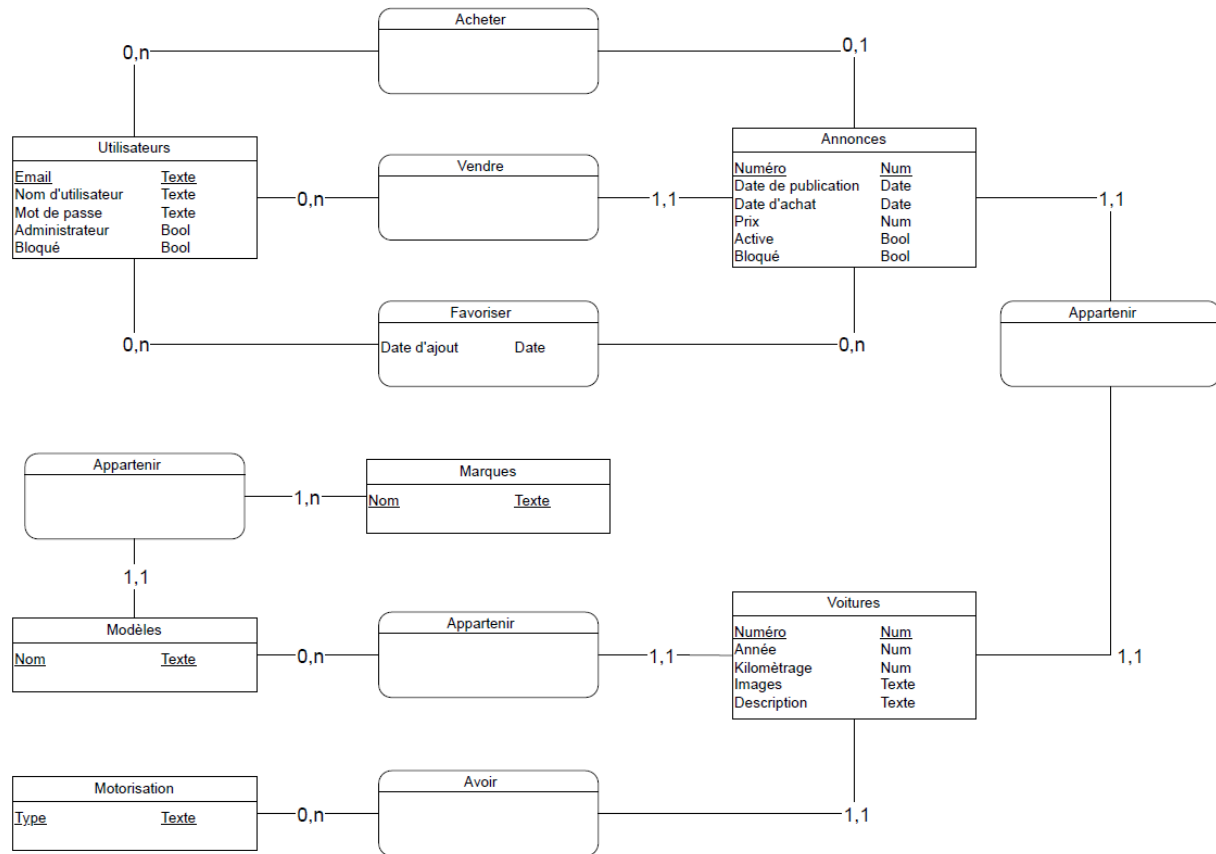 Acheter
0,n
0,1
Utilisateurs
Email Texte
Nom d'utilisateur Texte
Mot de passe Texte
Administrateur Bool
Bloqué Bool
0,n
Vendre
1,1
Annonces
Numéro Num
Date de publication Date
Date d'achat Date
Prix Num
Active Bool
Bloqué Bool
1,1
0,n
Favoriser
Date d'ajout Date
0,n
Appartenir
Appartenir
1,n
Marques
Nom Texte
1,1
Modèles
Nom Texte
0,n
Appartenir
1,1
Voitures
Numéro Num
Année Num
Kilomètrage Num
Images Texte
Description Texte
1,1
Motorisation
Type Texte
0,n
Avoir
1,1